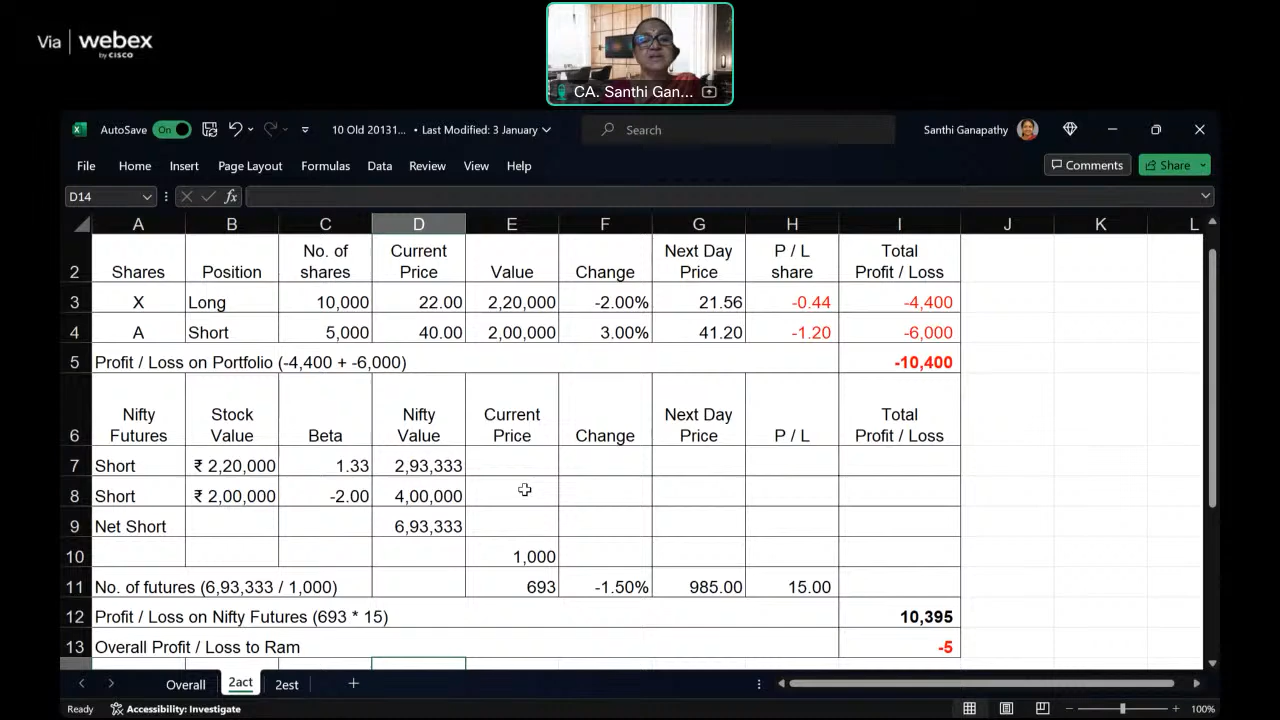 Via webex
by CISCO
CA. Santhi Gan...
AutoSave On 10 Old 20131... • Last Modified: 3 January Search Santhi Ganapathy
File Home Insert Page Layout Formulas Data Review View Help Comments Share
D14 fx
A B C D E F G H I J K L
2 Shares Position No. of shares Current Price Value Change Next Day Price P / L share Total Profit / Loss
3 X Long 10,000 22.00 2,20,000 -2.00% 21.56 -0.44 -4,400
4 A Short 5,000 40.00 2,00,000 3.00% 41.20 -1.20 -6,000
5 Profit / Loss on Portfolio (-4,400 + -6,000) -10,400
6 Nifty Futures Stock Value Beta Nifty Value Current Price Change Next Day Price P / L Total Profit / Loss
7 Short ₹ 2,20,000 1.33 2,93,333
8 Short ₹ 2,00,000 -2.00 4,00,000
9 Net Short 6,93,333
10 1,000
11 No. of futures (6,93,333 / 1,000) 693 -1.50% 985.00 15.00
12 Profit / Loss on Nifty Futures (693 * 15) 10,395
13 Overall Profit / Loss to Ram -5
Overall 2act 2est
Ready Accessibility: Investigate 100%